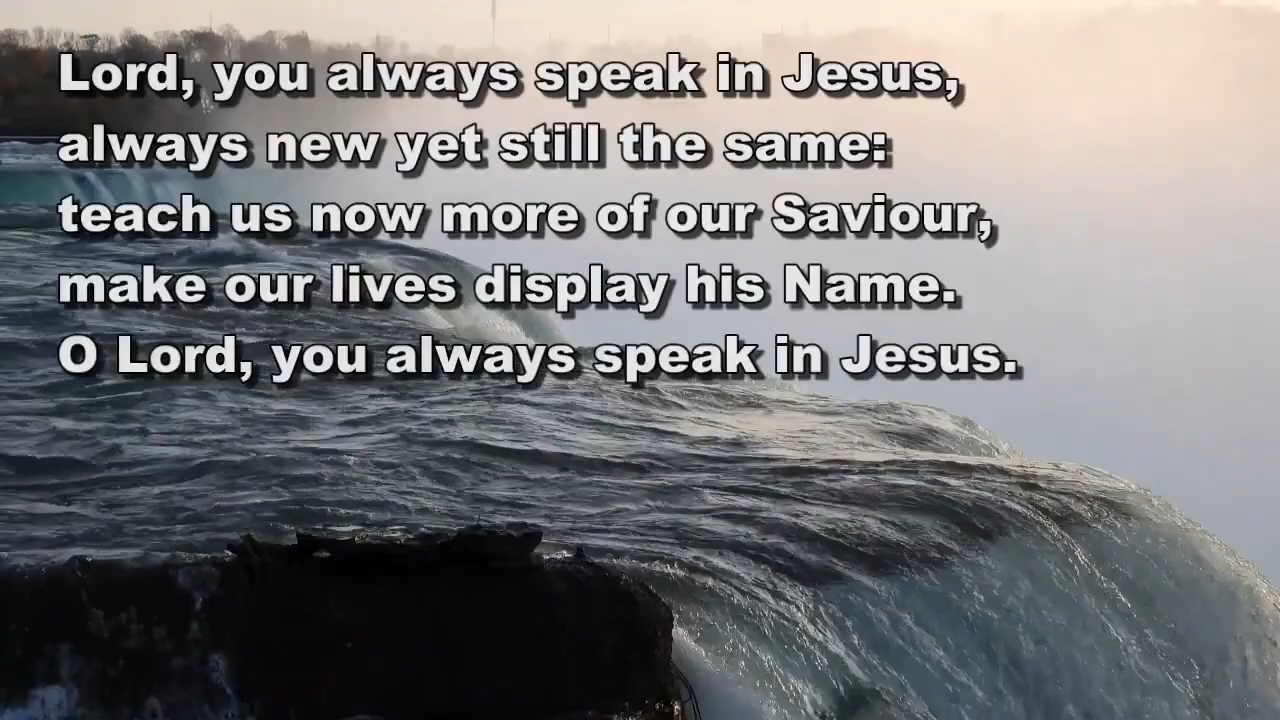 Lord, you always speak in Jesus,
always new yet still the same:
teach us now more of our Saviour,
make our lives display his Name.
O Lord, you always speak in Jesus.